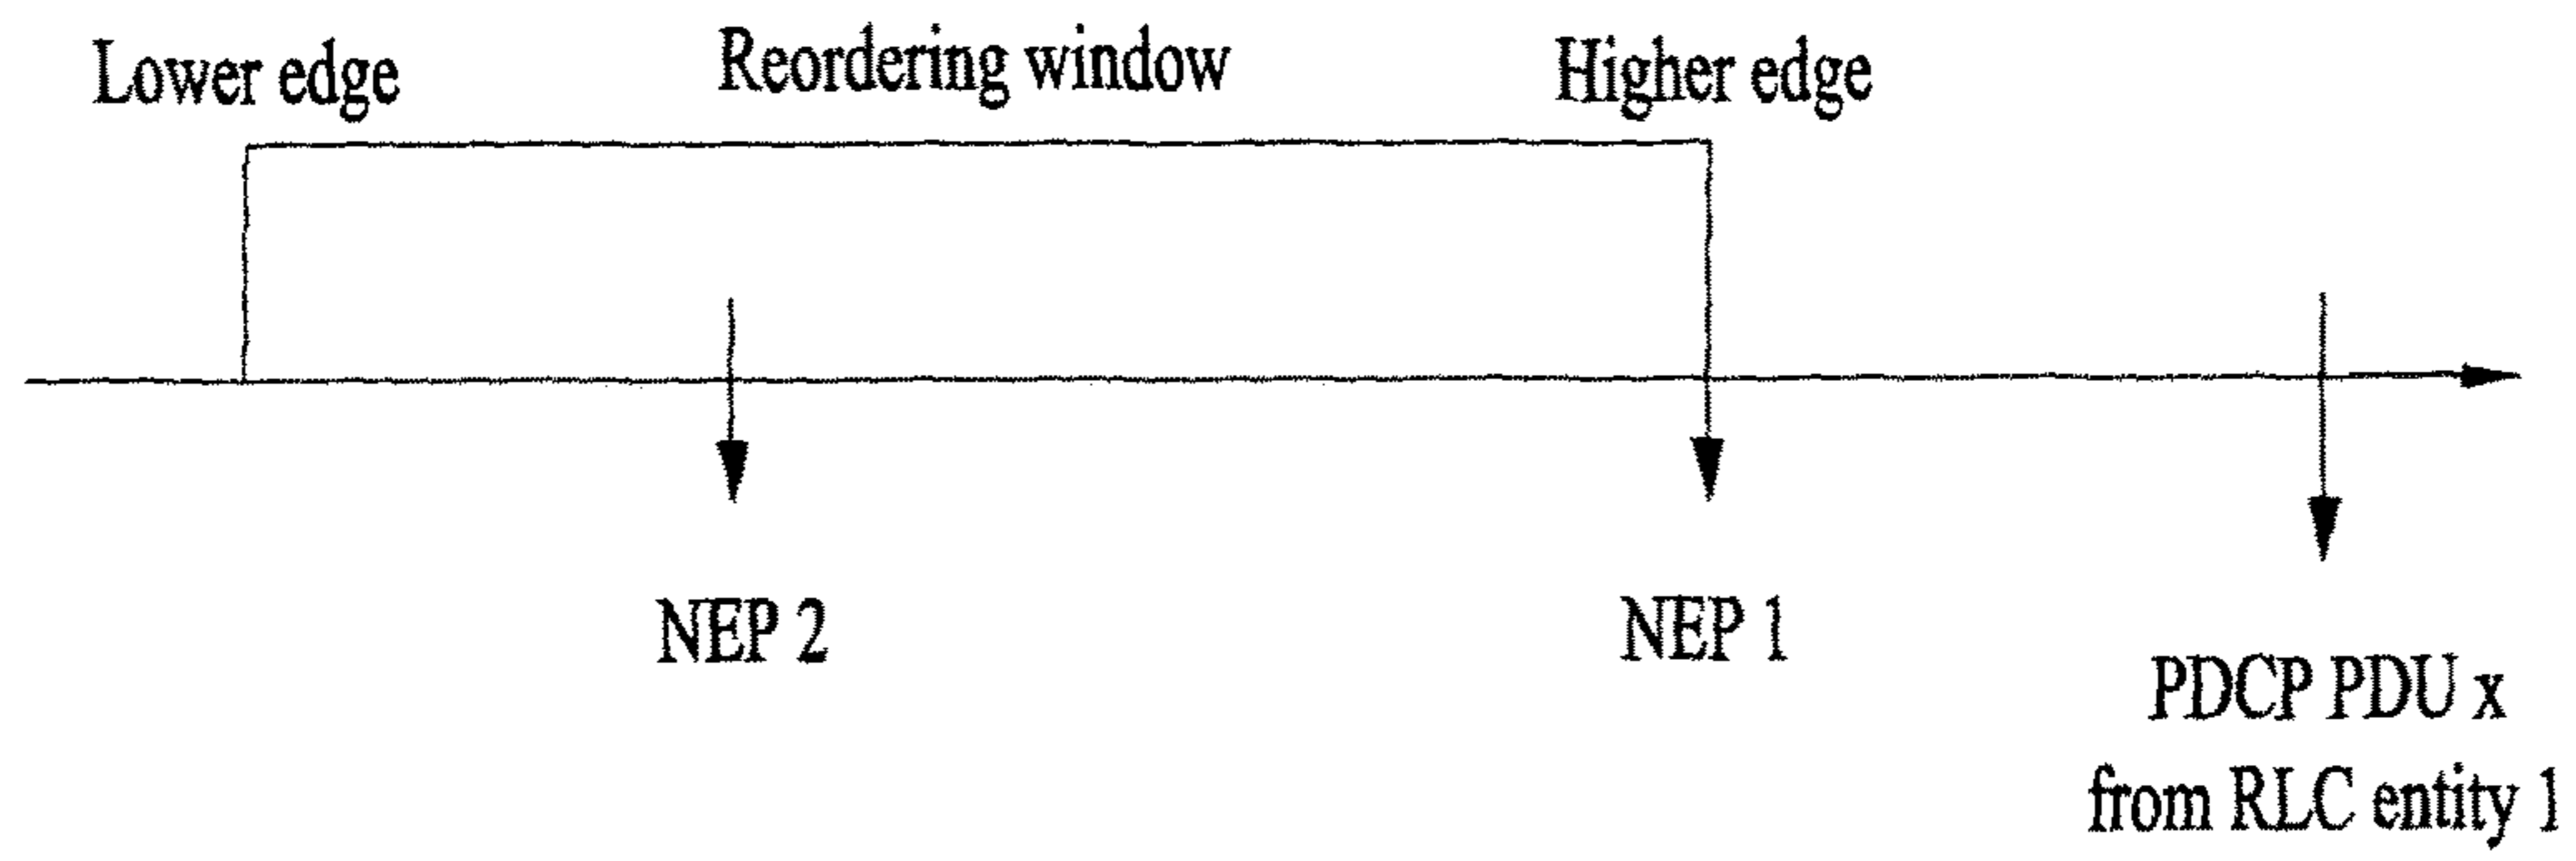 Lower edge
Reordering window
Higher edge
NEP 2
NEP 1
PDCP PDU x
from RLC entity 1